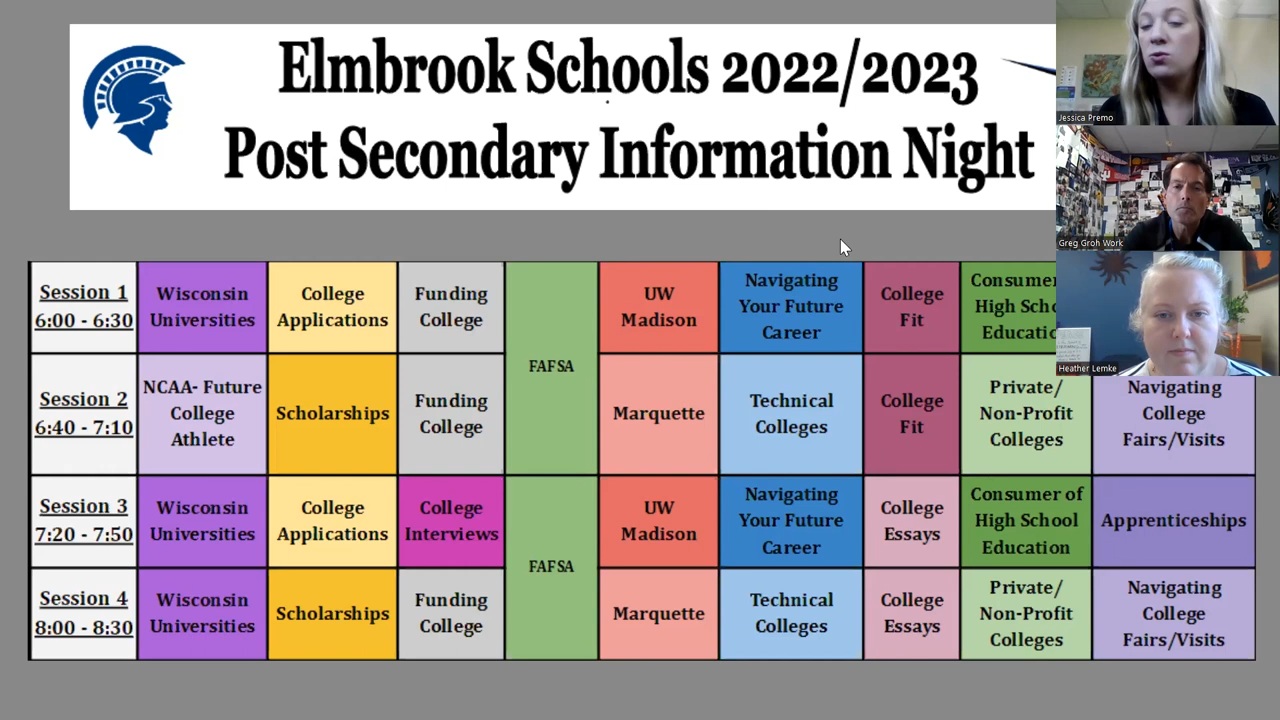 Elmbrook Schools 2022/2023
Post Secondary Information Night
Jessica Premo
Greg Groh Work
Heather Lemke
Session 1
6:00 - 6:30
Wisconsin
Universities
College
Applications
Funding
College
FAFSA
UW
Madison
Navigating
Your Future
Career
College
Fit
Consumer
High School
Education
Session 2
6:40 - 7:10
NCAA- Future
College
Athlete
Scholarships
Funding
College
Marquette
Technical
Colleges
College
Fit
Private/
Non-Profit
Colleges
Navigating
College
Fairs/Visits
Session 3
7:20 - 7:50
Wisconsin
Universities
College
Applications
College
Interviews
FAFSA
UW
Madison
Navigating
Your Future
Career
College
Essays
Consumer of
High School
Education
Apprenticeships
Session 4
8:00 - 8:30
Wisconsin
Universities
Scholarships
Funding
College
Marquette
Technical
Colleges
College
Essays
Private/
Non-Profit
Colleges
Navigating
College
Fairs/Visits